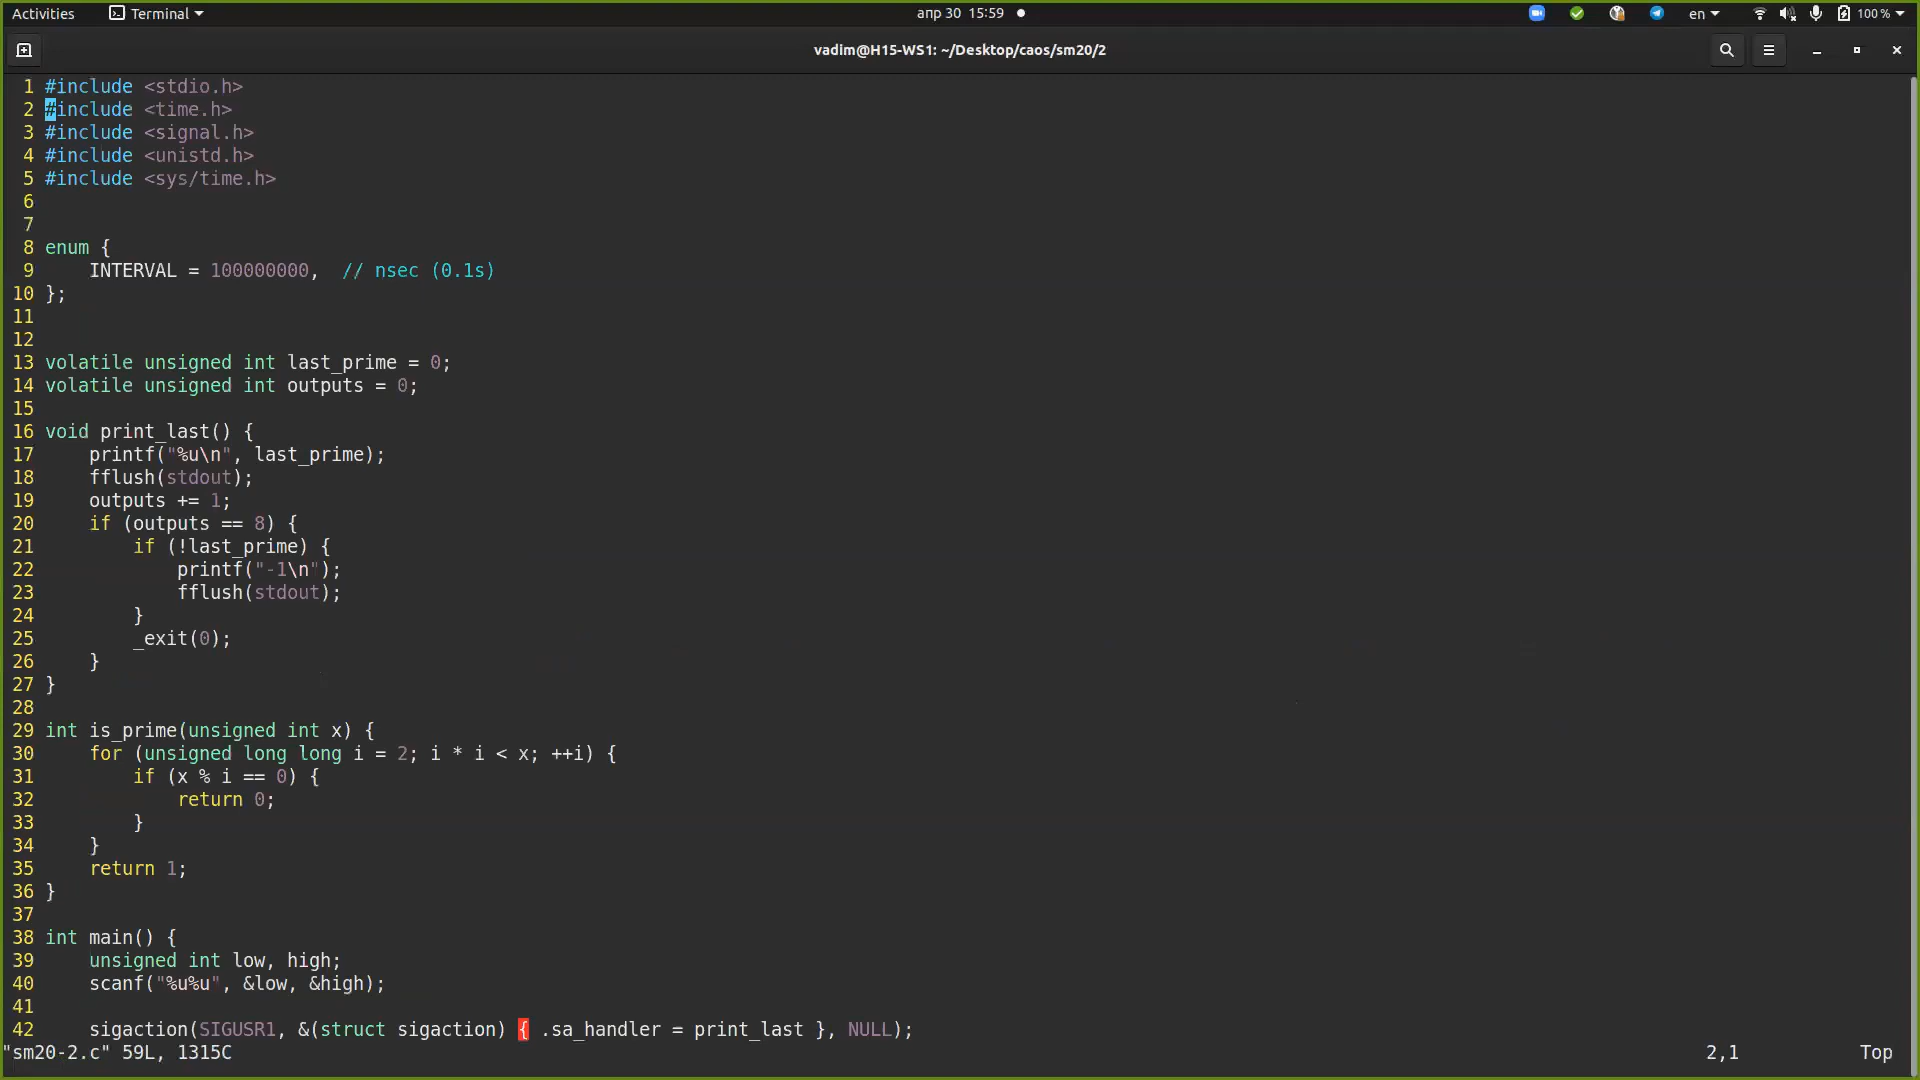 Activities Terminal апр 30 15:59 en 100 %
vadim@H15-WS1: ~/Desktop/caos/sm20/2
1 #include <stdio.h>
2 #include <time.h>
3 #include <signal.h>
4 #include <unistd.h>
5 #include <sys/time.h>
6
7
8 enum {
9     INTERVAL = 100000000,  // nsec (0.1s)
10 };
11
12
13 volatile unsigned int last_prime = 0;
14 volatile unsigned int outputs = 0;
15
16 void print_last() {
17     printf("%u\n", last_prime);
18     fflush(stdout);
19     outputs += 1;
20     if (outputs == 8) {
21         if (!last_prime) {
22             printf("-1\n");
23             fflush(stdout);
24         }
25         _exit(0);
26     }
27 }
28
29 int is_prime(unsigned int x) {
30     for (unsigned long long i = 2; i * i < x; ++i) {
31         if (x % i == 0) {
32             return 0;
33         }
34     }
35     return 1;
36 }
37
38 int main() {
39     unsigned int low, high;
40     scanf("%u%u", &low, &high);
41
42     sigaction(SIGUSR1, &(struct sigaction) { .sa_handler = print_last }, NULL);
"sm20-2.c" 59L, 1315C 2,1 Top